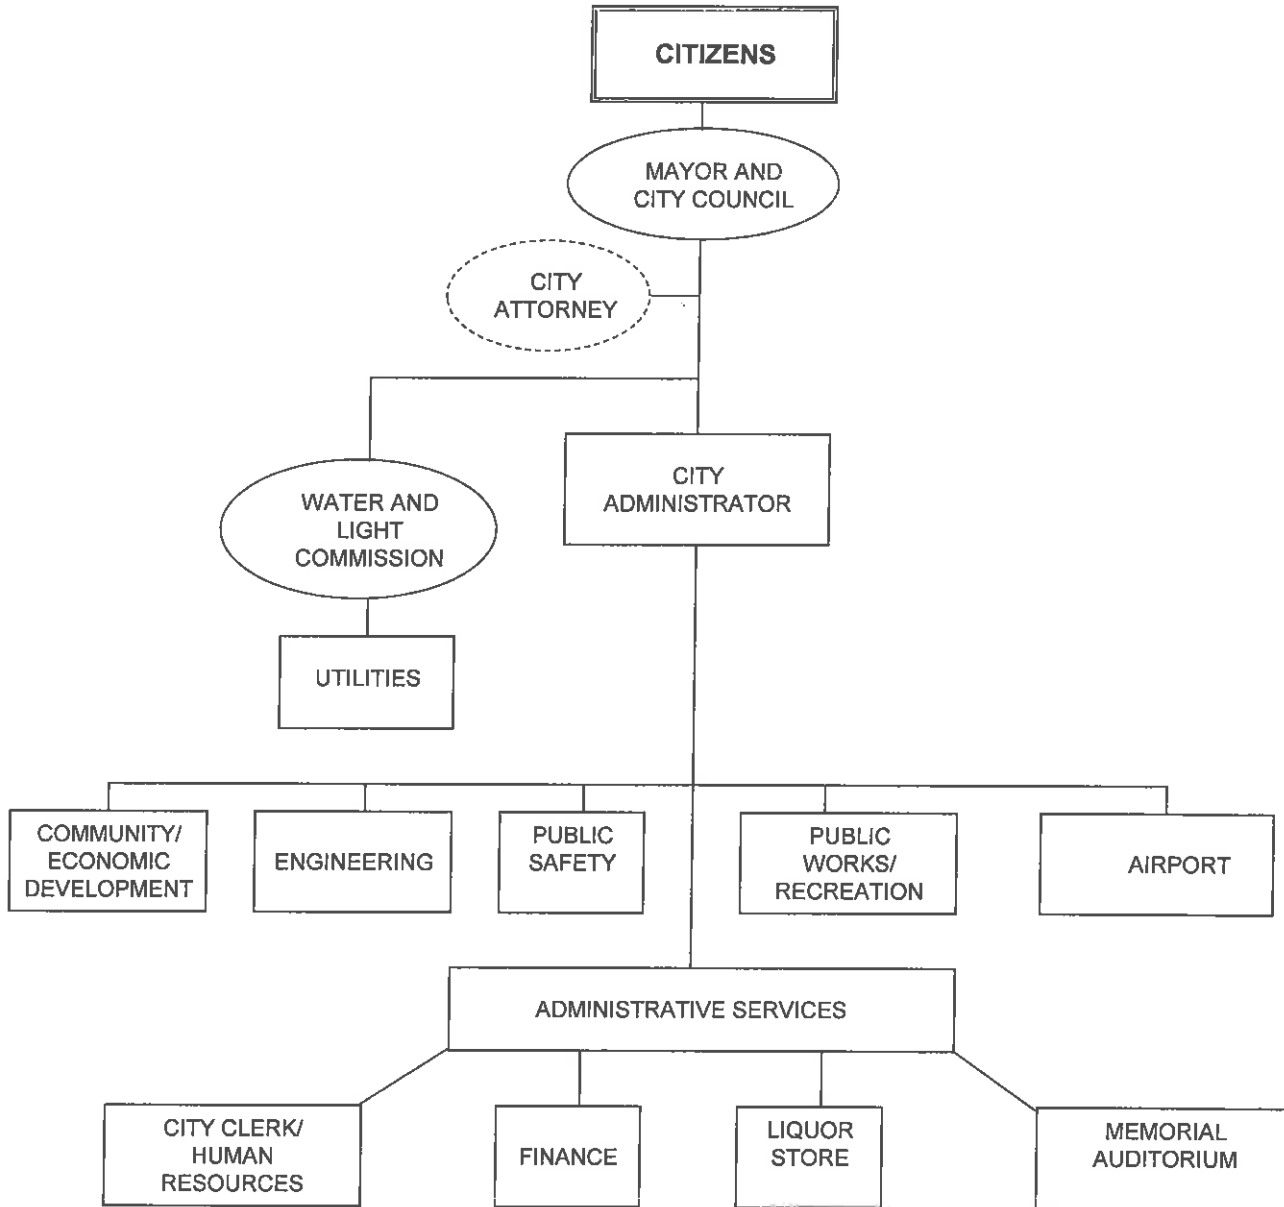 CITIZENS
MAYOR AND
CITY COUNCIL
CITY
ATTORNEY
CITY
ADMINISTRATOR
WATER AND
LIGHT
COMMISSION
UTILITIES
COMMUNITY/
ECONOMIC
DEVELOPMENT
ENGINEERING
PUBLIC
SAFETY
PUBLIC
WORKS/
RECREATION
AIRPORT
ADMINISTRATIVE SERVICES
CITY CLERK/
HUMAN
RESOURCES
FINANCE
LIQUOR
STORE
MEMORIAL
AUDITORIUM